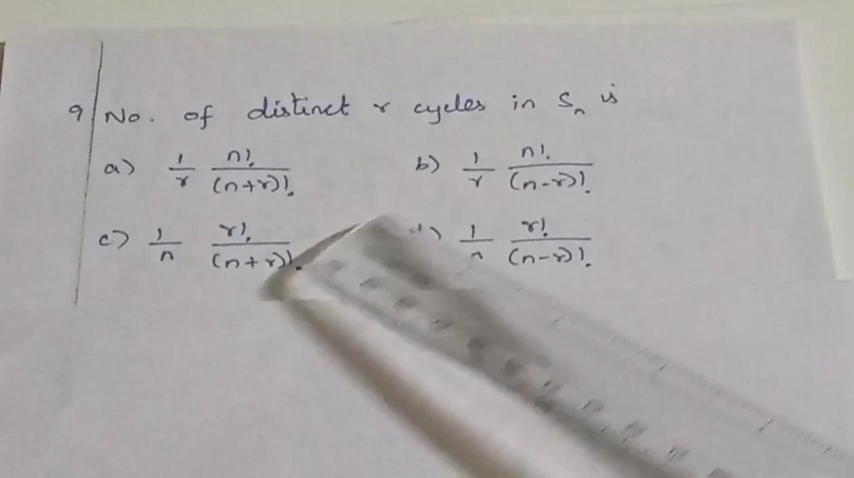 9 No. of distinct r cycles in Sₙ is
a) 1/r n!/(n+r)! b) 1/r n!/(n-r)!
c) 1/n r!/(n+r)! d) 1/n r!/(n-r)!